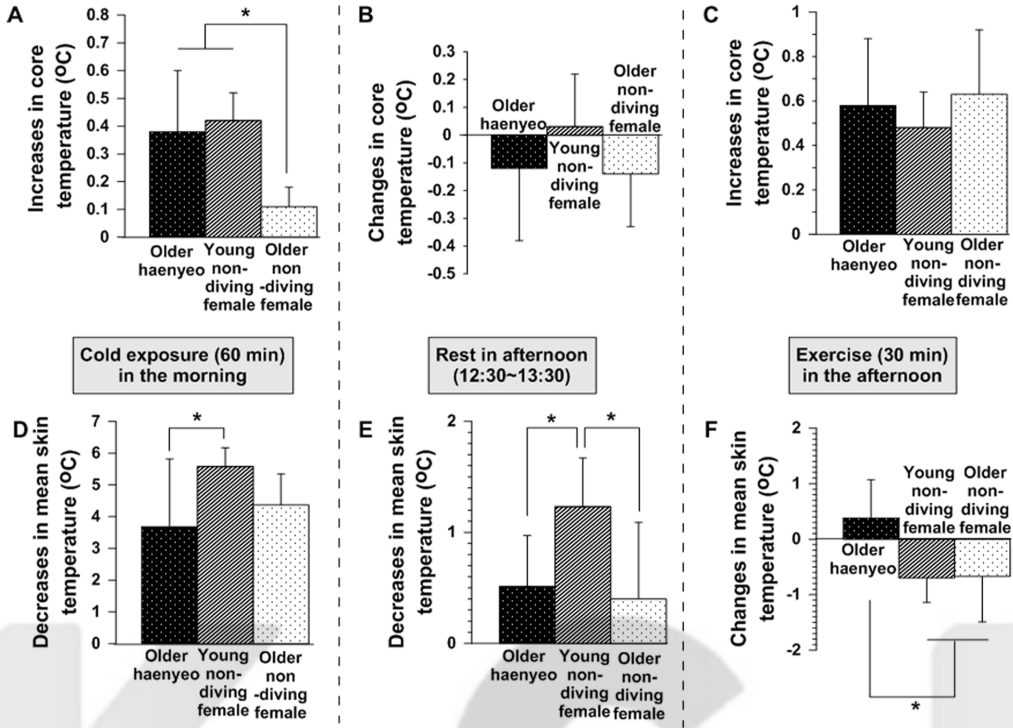 A
Increases in core
temperature (ºC)
0.8
0.7
0.6
0.5
0.4
0.3
0.2
0.1
0
*
Older
haenyeo
Young
non-
diving
female
Older
non
-diving
female
B
Changes in core
temperature (ºC)
0.3
0.2
0.1
0
-0.1
-0.2
-0.3
-0.4
-0.5
Older
haenyeo
Young
non-
diving
female
Older
non-
diving
female
C
Increases in core
temperature (ºC)
1
0.8
0.6
0.4
0.2
0
Older
haenyeo
Young
non-
diving
female
Older
non-
diving
female
Cold exposure (60 min)
in the morning
Rest in afternoon
(12:30~13:30)
Exercise (30 min)
in the afternoon
D
Decreases in mean skin
temperature (ºC)
7
6
5
4
3
2
1
0
*
Older
haenyeo
Young
non-
diving
female
Older
non
-diving
female
E
Decreases in mean skin
temperature (ºC)
2
1
0
*
*
Older
haenyeo
Young
non-
diving
female
Older
non-
diving
female
F
Changes in mean skin
temperature (ºC)
2
1
0
-1
-2
Older
haenyeo
Young
non-
diving
female
Older
non-
diving
female
*